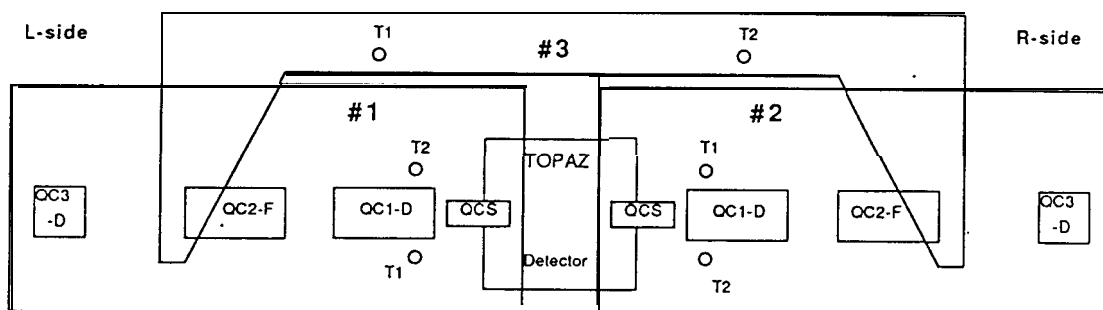 L-side
T1
#3
T2
R-side
#1
#2
T2
TOPAZ
T1
QC3
-D
QC2-F
QC1-D
QCS
QCS
QC1-D
QC2-F
QC3
-D
T1
Detector
T2